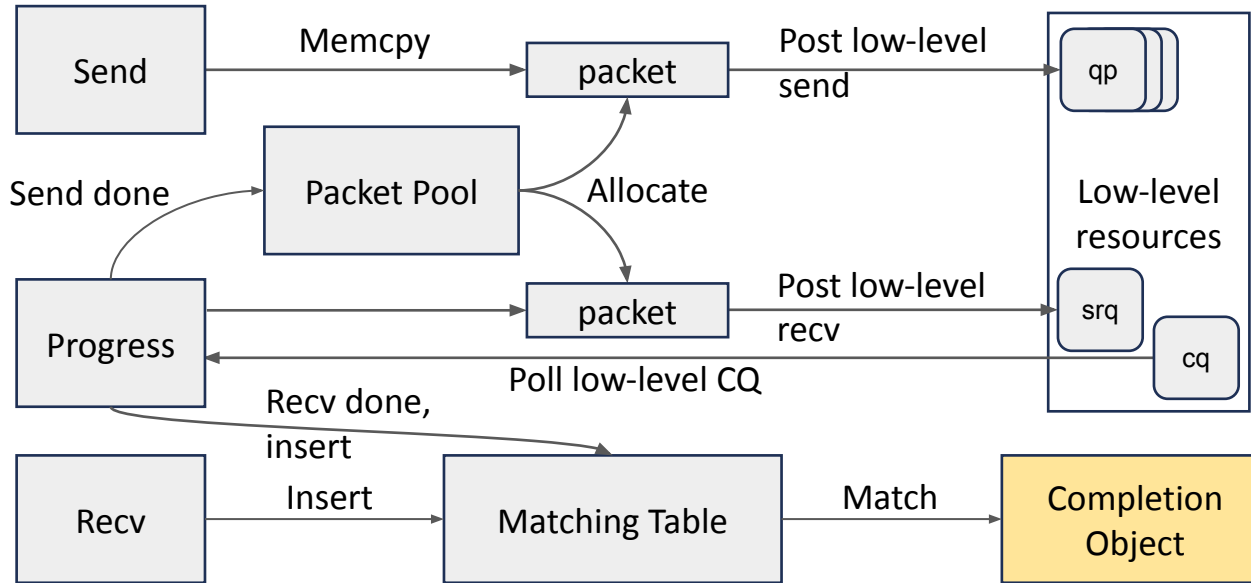 Send
Memcpy
packet
Post low-level
send
qp
Send done
Packet Pool
Allocate
Low-level
resources
Progress
packet
Post low-level
recv
srq
cq
Poll low-level CQ
Recv done,
insert
Recv
Insert
Matching Table
Match
Completion
Object